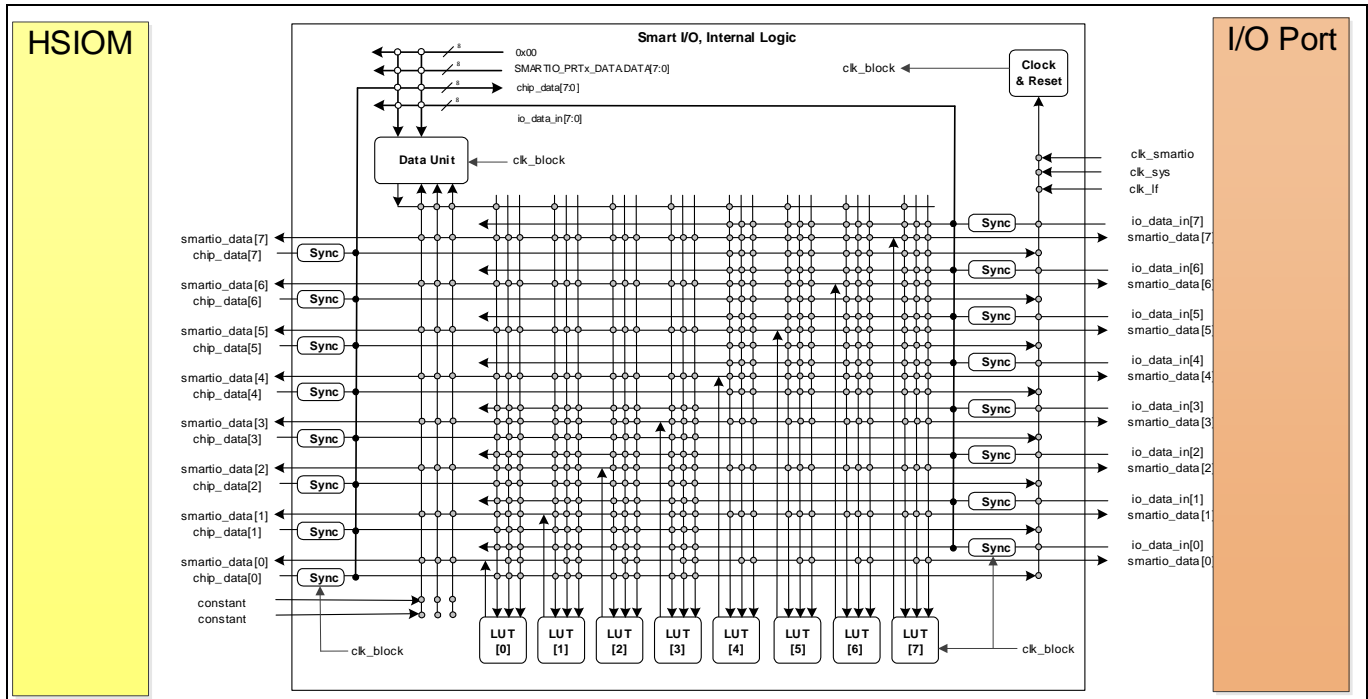 HSIOM
Smart I/O, Internal Logic
I/O Port
8
0x00
8
SMARTIO_PRTx_DATA.DATA[7:0]
8
chip_data[7:0]
8
io_data_in[7:0]
clk_block
Clock
& Reset
Data Unit
clk_block
clk_smartio
clk_sys
clk_lf
smartio_data[7]
chip_data[7]
Sync
Sync
io_data_in[7]
smartio_data[7]
smartio_data[6]
chip_data[6]
Sync
Sync
io_data_in[6]
smartio_data[6]
smartio_data[5]
chip_data[5]
Sync
Sync
io_data_in[5]
smartio_data[5]
smartio_data[4]
chip_data[4]
Sync
Sync
io_data_in[4]
smartio_data[4]
smartio_data[3]
chip_data[3]
Sync
Sync
io_data_in[3]
smartio_data[3]
smartio_data[2]
chip_data[2]
Sync
Sync
io_data_in[2]
smartio_data[2]
smartio_data[1]
chip_data[1]
Sync
Sync
io_data_in[1]
smartio_data[1]
smartio_data[0]
chip_data[0]
Sync
Sync
io_data_in[0]
smartio_data[0]
constant
constant
clk_block
LUT
[0]
LUT
[1]
LUT
[2]
LUT
[3]
LUT
[4]
LUT
[5]
LUT
[6]
LUT
[7]
clk_block